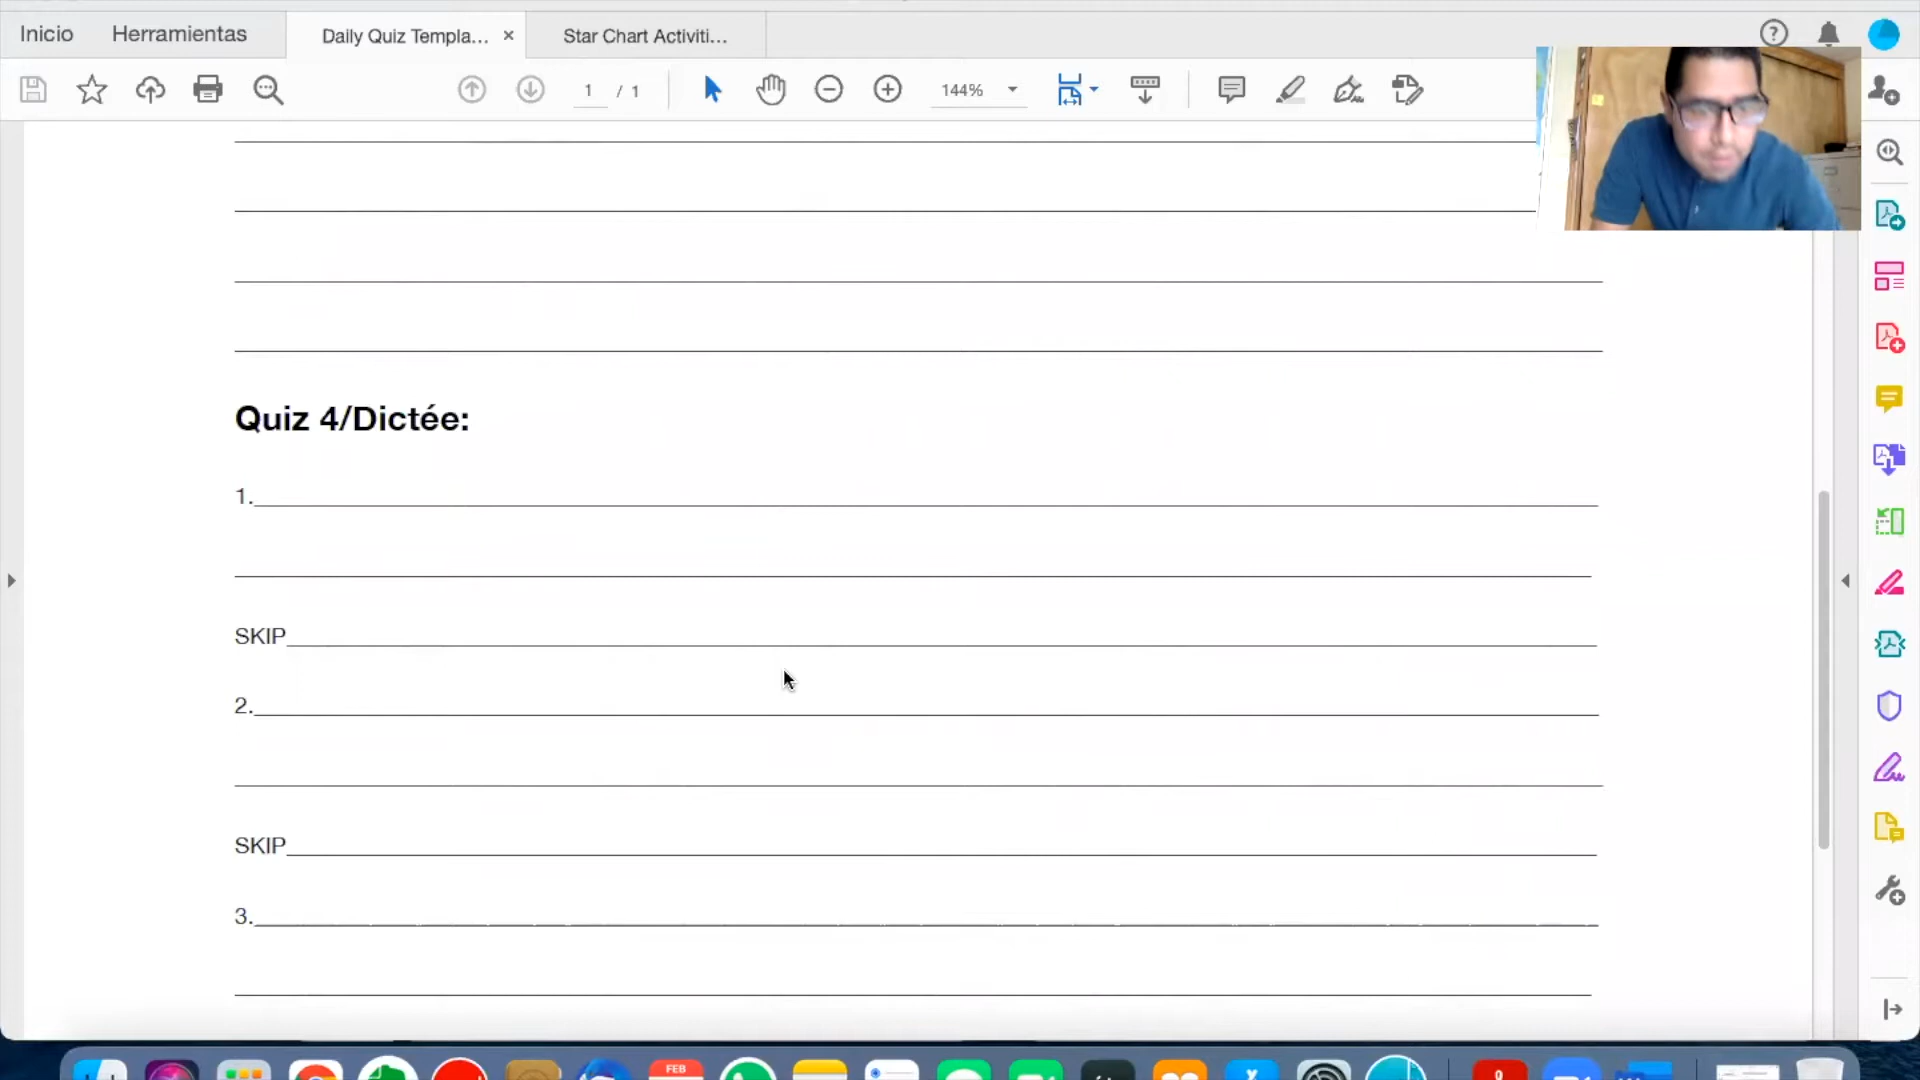 Inicio Herramientas Daily Quiz Templa... × Star Chart Activiti...
1 / 1 144%
Quiz 4/Dictée:
1.
SKIP
2.
SKIP
3.
FEB